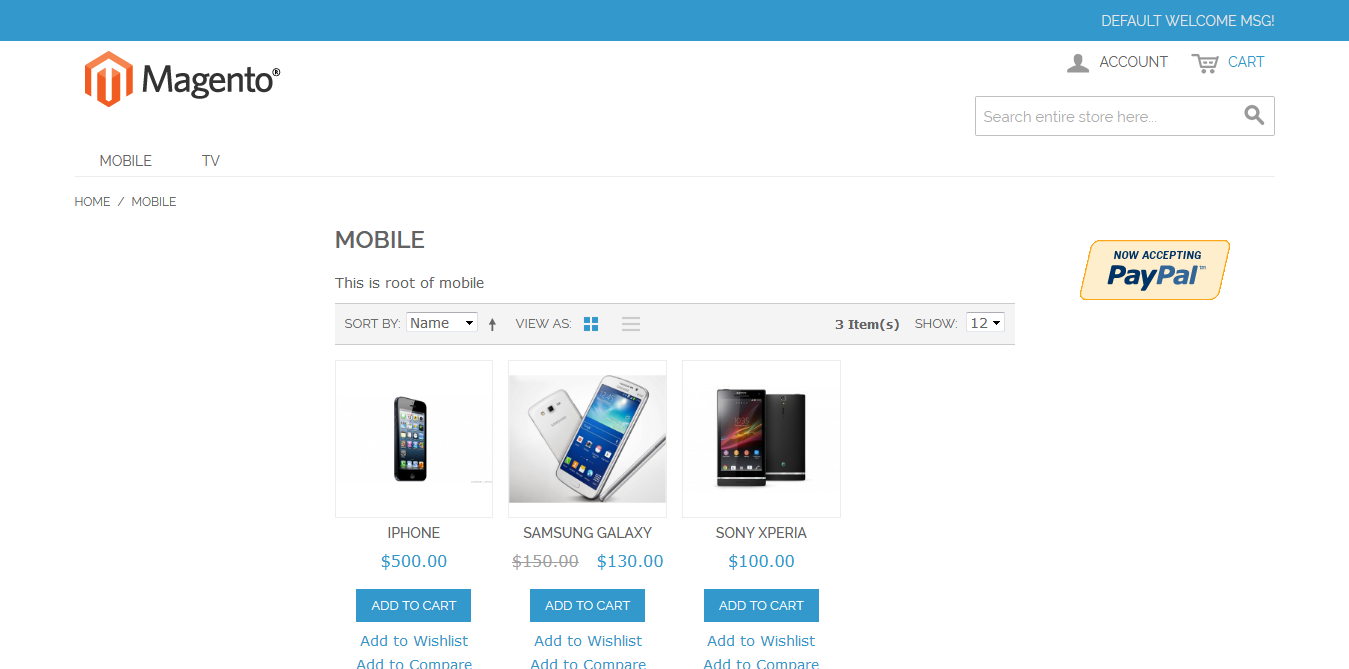 DEFAULT WELCOME MSG!
Magento®
ACCOUNT CART
Search entire store here...
MOBILE TV
HOME / MOBILE
MOBILE
This is root of mobile
SORT BY: Name VIEW AS: 3 Item(s) SHOW: 12
NOW ACCEPTING
PayPal™
IPHONE SAMSUNG GALAXY SONY XPERIA
$500.00 $150.00 $130.00 $100.00
ADD TO CART ADD TO CART ADD TO CART
Add to Wishlist Add to Wishlist Add to Wishlist
Add to Compare Add to Compare Add to Compare